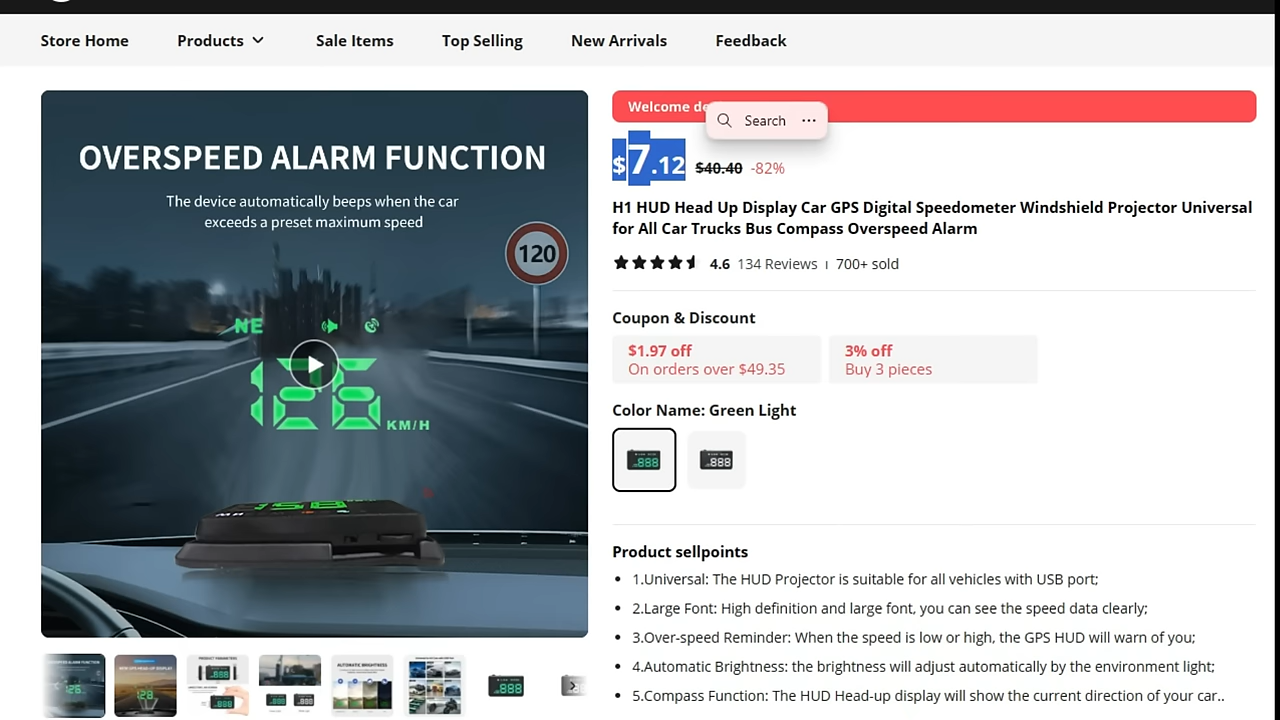 Store Home Products Sale Items Top Selling New Arrivals Feedback
OVERSPEED ALARM FUNCTION
The device automatically beeps when the car
exceeds a preset maximum speed
120
NE
126
KM/H
Welcome de
Search ...
$7.12 $40.40 -82%
H1 HUD Head Up Display Car GPS Digital Speedometer Windshield Projector Universal
for All Car Trucks Bus Compass Overspeed Alarm
4.6 134 Reviews 700+ sold
Coupon & Discount
$1.97 off
On orders over $49.35
3% off
Buy 3 pieces
Color Name: Green Light
Product sellpoints
• 1.Universal: The HUD Projector is suitable for all vehicles with USB port;
• 2.Large Font: High definition and large font, you can see the speed data clearly;
• 3.Over-speed Reminder: When the speed is low or high, the GPS HUD will warn of you;
• 4.Automatic Brightness: the brightness will adjust automatically by the environment light;
• 5.Compass Function: The HUD Head-up display will show the current direction of your car..